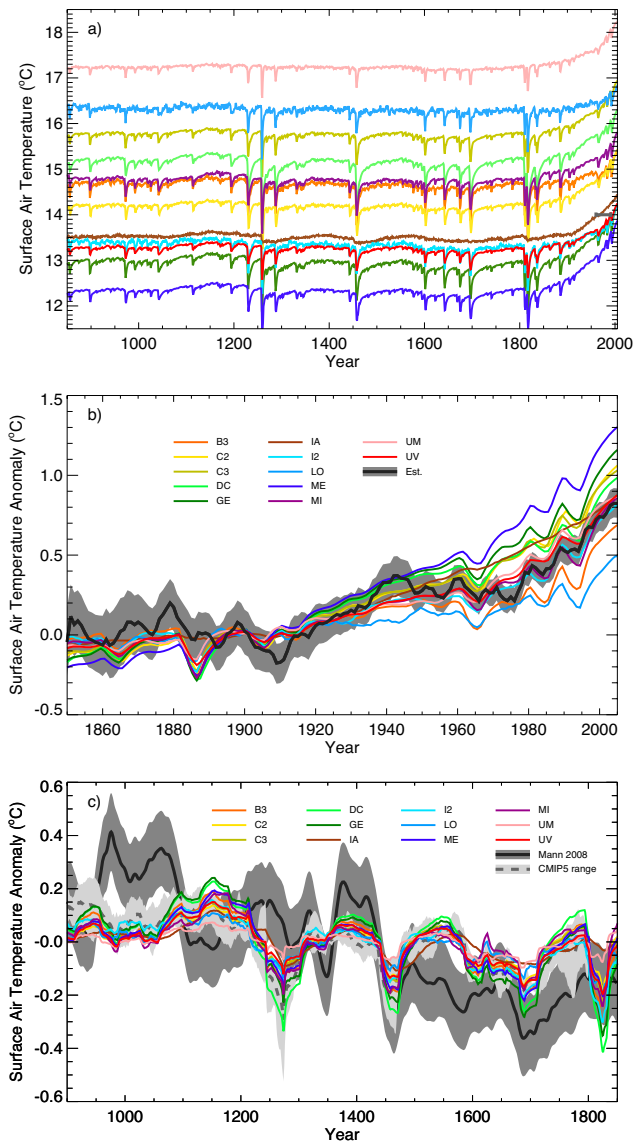 a)
Surface Air Temperature (°C)
18
17
16
15
14
13
12
1000
1200
1400
1600
1800
2000
Year
b)
Surface Air Temperature Anomaly (°C)
1.5
1.0
0.5
0.0
-0.5
B3 IA UM
C2 I2 UV
C3 LO Est.
DC ME
GE MI
1860
1880
1900
1920
1940
1960
1980
2000
Year
c)
Surface Air Temperature Anomaly (°C)
0.6
0.4
0.2
-0.0
-0.2
-0.4
-0.6
B3 DC I2 MI
C2 GE LO UM
C3 IA ME UV
Mann 2008
CMIP5 range
1000
1200
1400
1600
1800
Year